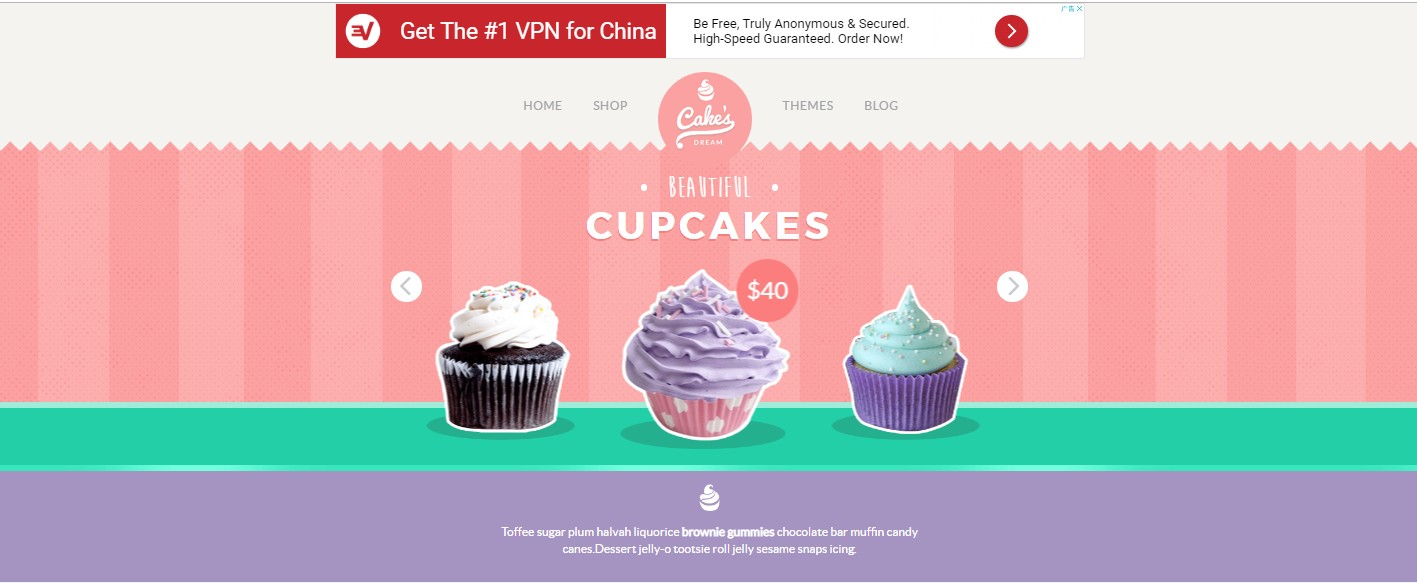 Get The #1 VPN for China
Be Free, Truly Anonymous & Secured.
High-Speed Guaranteed. Order Now!
广告
HOME
SHOP
Cake's
DREAM
THEMES
BLOG
BEAUTIFUL
CUPCAKES
$40
Toffee sugar plum halvah liquorice brownie gummies chocolate bar muffin candy
canes.Dessert jelly-o tootsie roll jelly sesame snaps icing.